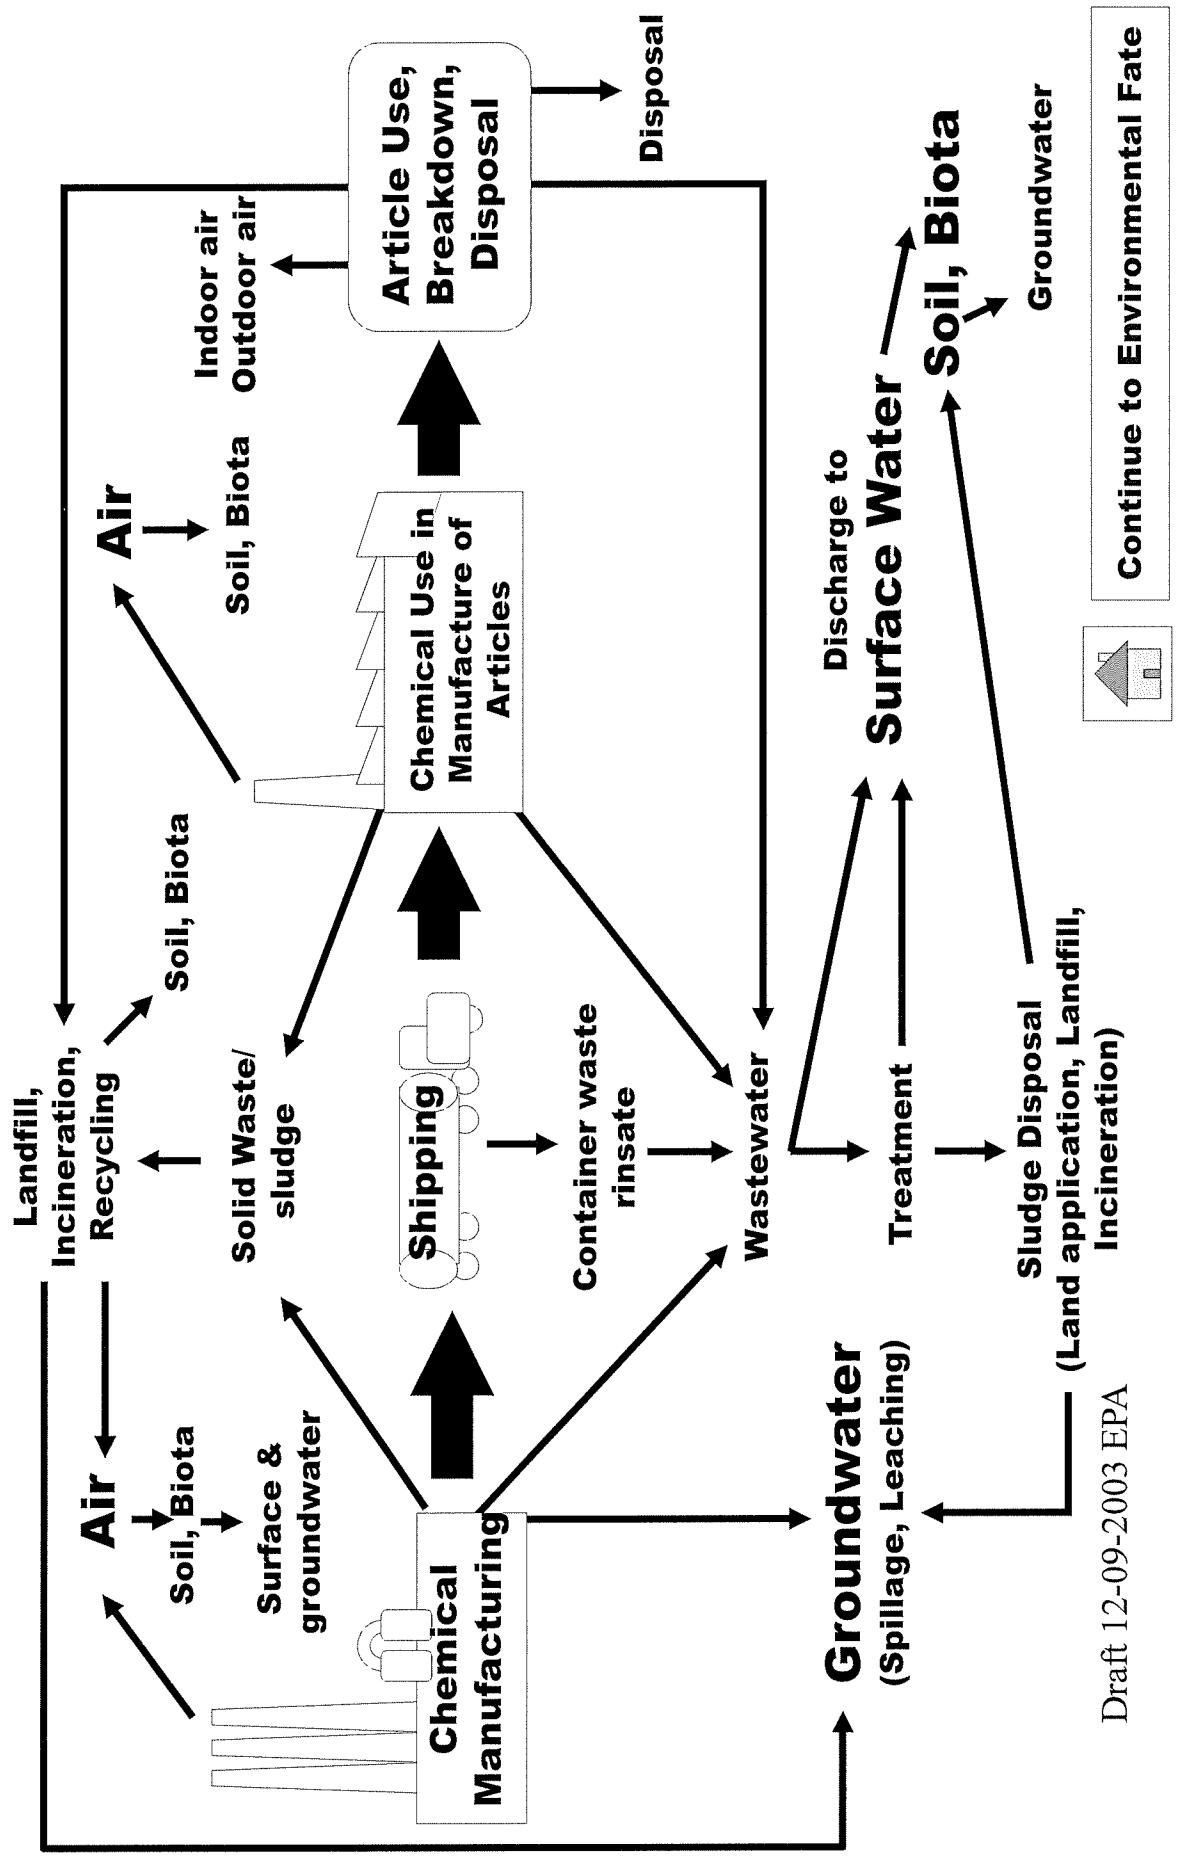 Landfill,
Incineration,
Recycling
Air
Soil, Biota
Surface &
groundwater
Soil, Biota
Air
Soil, Biota
Indoor air
Outdoor air
Solid Waste/
sludge
Chemical
Manufacturing
Shipping
Chemical Use in
Manufacture of
Articles
Article Use,
Breakdown,
Disposal
Container waste
rinsate
Disposal
Wastewater
Groundwater
(Spillage, Leaching)
Treatment
Discharge to
Surface Water
Soil, Biota
Groundwater
Sludge Disposal
(Land application, Landfill,
Incineration)
Draft 12-09-2003 EPA
Continue to Environmental Fate